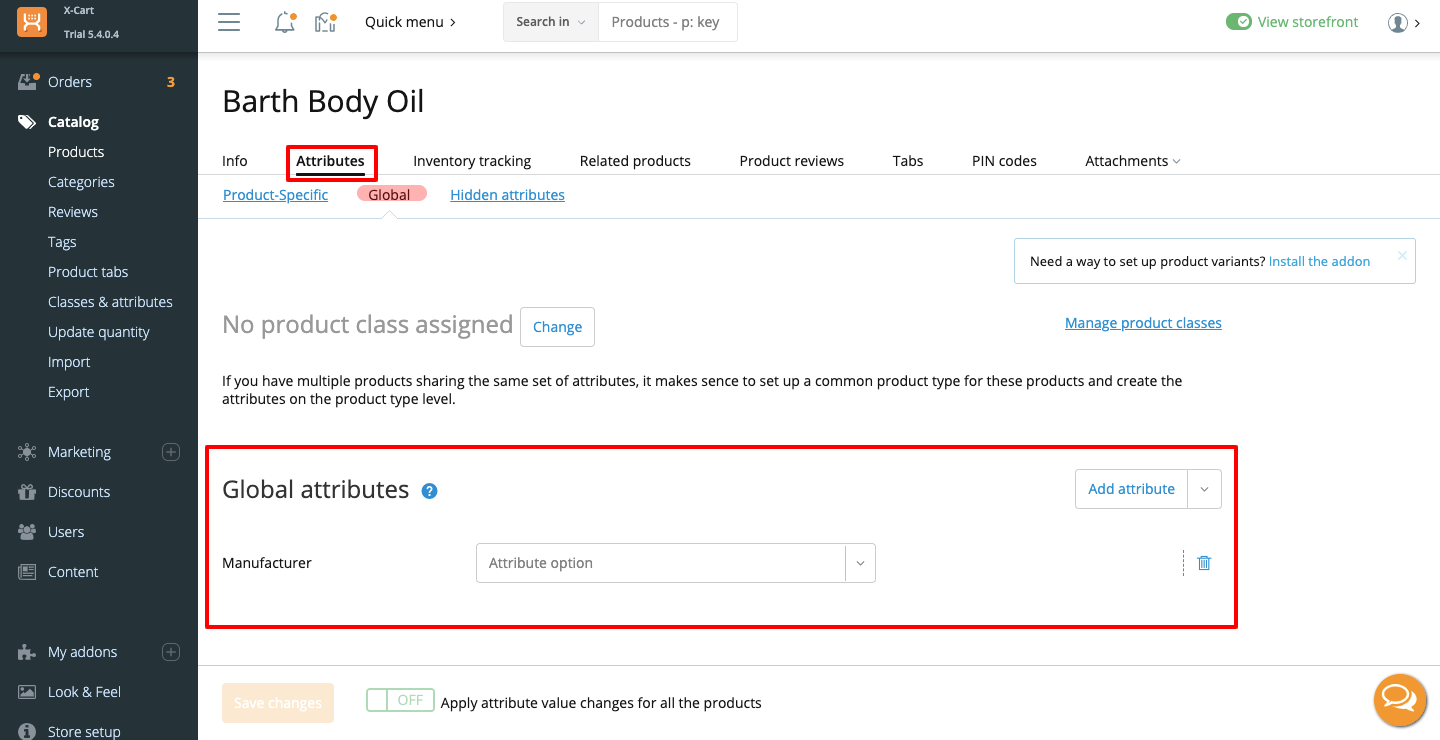 X-Cart
Trial 5.4.0.4
Quick menu
Search in
Products - p: key
View storefront
Orders 3
Catalog
Products
Categories
Reviews
Tags
Product tabs
Classes & attributes
Update quantity
Import
Export
Marketing
Discounts
Users
Content
My addons
Look & Feel
Store setup
Barth Body Oil
Info Attributes Inventory tracking Related products Product reviews Tabs PIN codes Attachments
Product-Specific Global Hidden attributes
Need a way to set up product variants? Install the addon
No product class assigned Change Manage product classes
If you have multiple products sharing the same set of attributes, it makes sence to set up a common product type for these products and create the
attributes on the product type level.
Global attributes ? Add attribute
Manufacturer Attribute option
Save changes OFF Apply attribute value changes for all the products